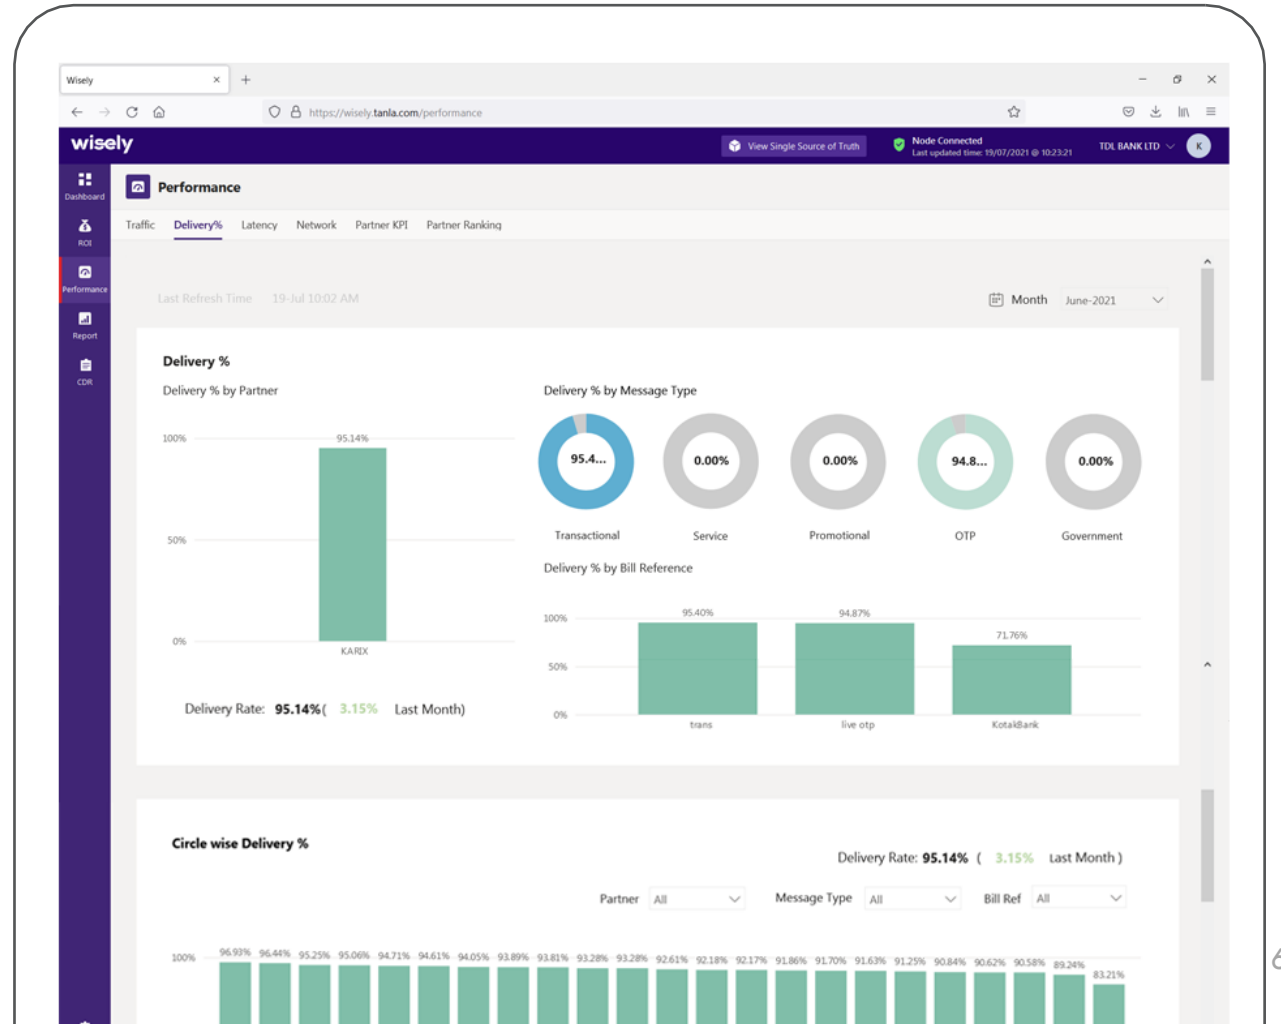 Wisely
https://wisely.tanla.com/performance
wisely
View Single Source of Truth
Node Connected
Last updated time: 19/07/2021 @ 10:23:21
TDL BANK LTD
K
Dashboard
ROI
Performance
Report
CDR
Performance
Traffic Delivery% Latency Network Partner KPI Partner Ranking
Last Refresh Time 19-Jul 10:02 AM
Month June-2021
Delivery %
Delivery % by Partner
100%
95.14%
50%
0%
KARIX
Delivery Rate: 95.14%( 3.15% Last Month)
Delivery % by Message Type
95.4... 0.00% 0.00% 94.8... 0.00%
Transactional Service Promotional OTP Government
Delivery % by Bill Reference
100% 95.40% 94.87%
71.76%
50%
0%
trans live otp KotakBank
Circle wise Delivery %
Delivery Rate: 95.14% ( 3.15% Last Month )
Partner All Message Type All Bill Ref All
100% 96.93% 96.44% 95.25% 95.06% 94.71% 94.61% 94.05% 93.89% 93.81% 93.28% 93.28% 92.61% 92.18% 92.17% 91.86% 91.70% 91.63% 91.25% 90.84% 90.62% 90.58% 89.24% 83.21%